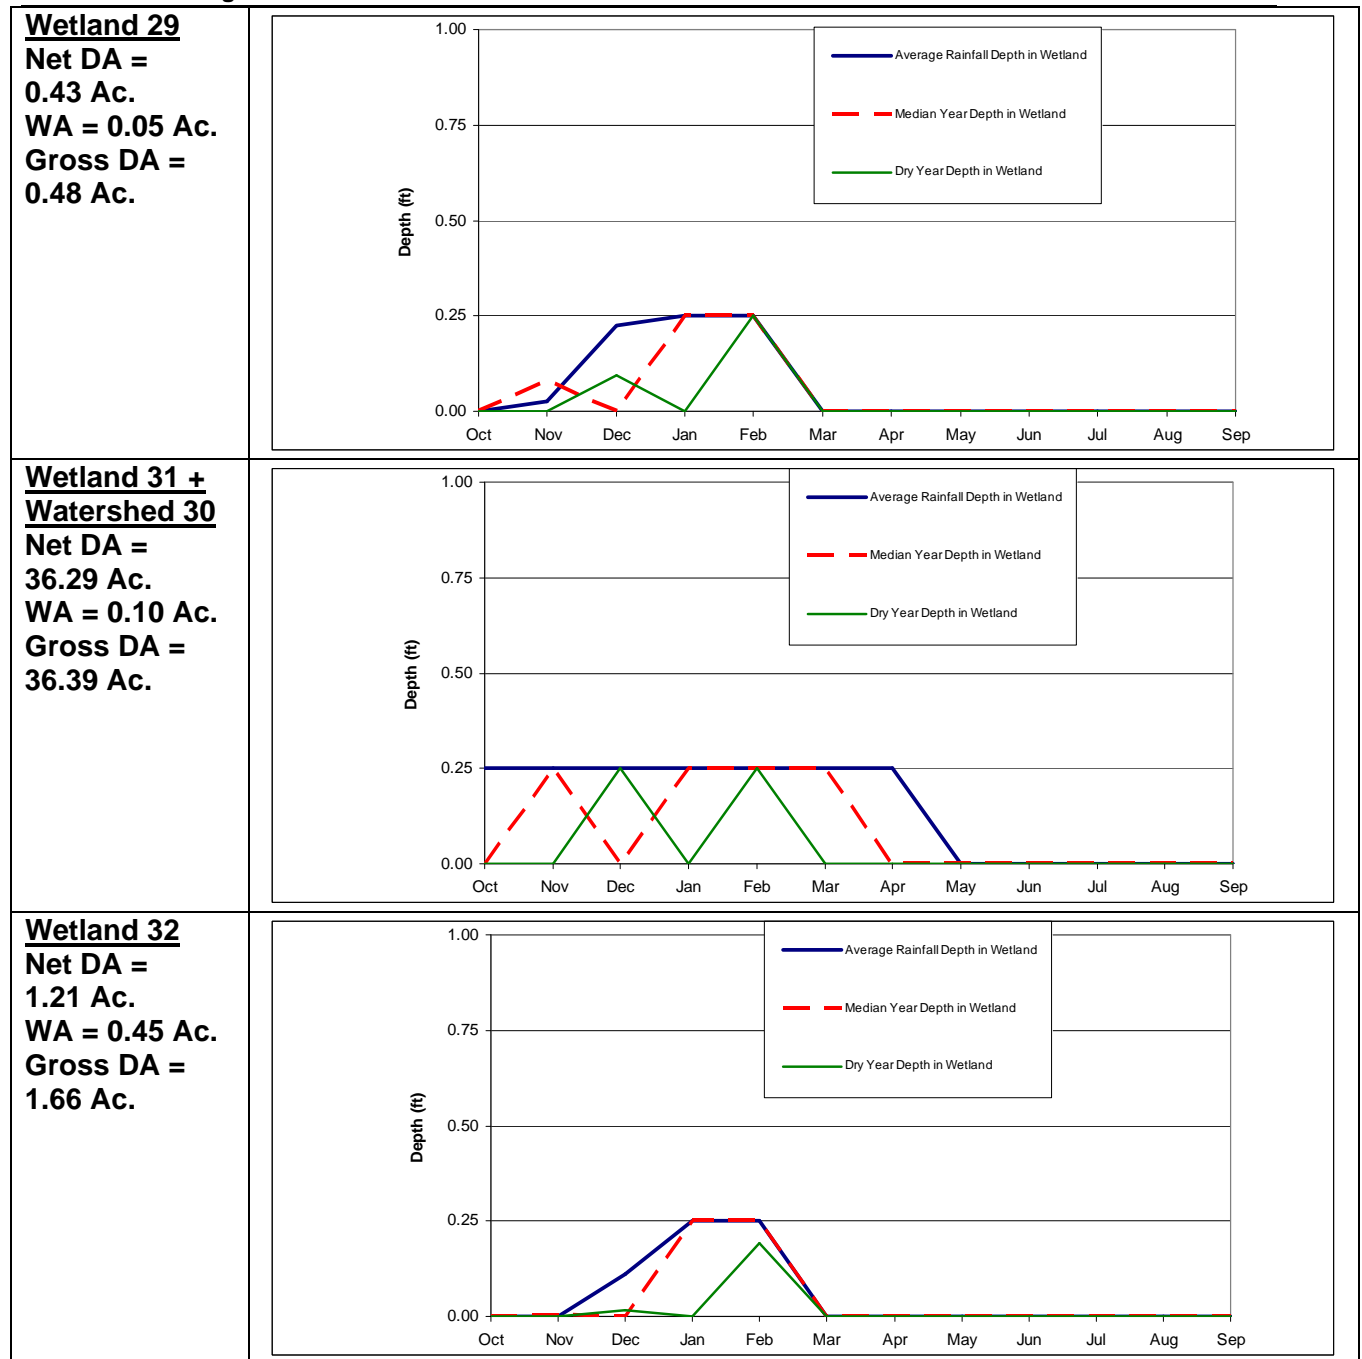 Wetland 29
Net DA =
0.43 Ac.
WA = 0.05 Ac.
Gross DA =
0.48 Ac.
1.00
0.75
0.50
0.25
0.00
Depth (ft)
Average Rainfall Depth in Wetland
Median Year Depth in Wetland
Dry Year Depth in Wetland
Oct Nov Dec Jan Feb Mar Apr May Jun Jul Aug Sep
Wetland 31 +
Watershed 30
Net DA =
36.29 Ac.
WA = 0.10 Ac.
Gross DA =
36.39 Ac.
1.00
0.75
0.50
0.25
0.00
Depth (ft)
Average Rainfall Depth in Wetland
Median Year Depth in Wetland
Dry Year Depth in Wetland
Oct Nov Dec Jan Feb Mar Apr May Jun Jul Aug Sep
Wetland 32
Net DA =
1.21 Ac.
WA = 0.45 Ac.
Gross DA =
1.66 Ac.
1.00
0.75
0.50
0.25
0.00
Depth (ft)
Average Rainfall Depth in Wetland
Median Year Depth in Wetland
Dry Year Depth in Wetland
Oct Nov Dec Jan Feb Mar Apr May Jun Jul Aug Sep